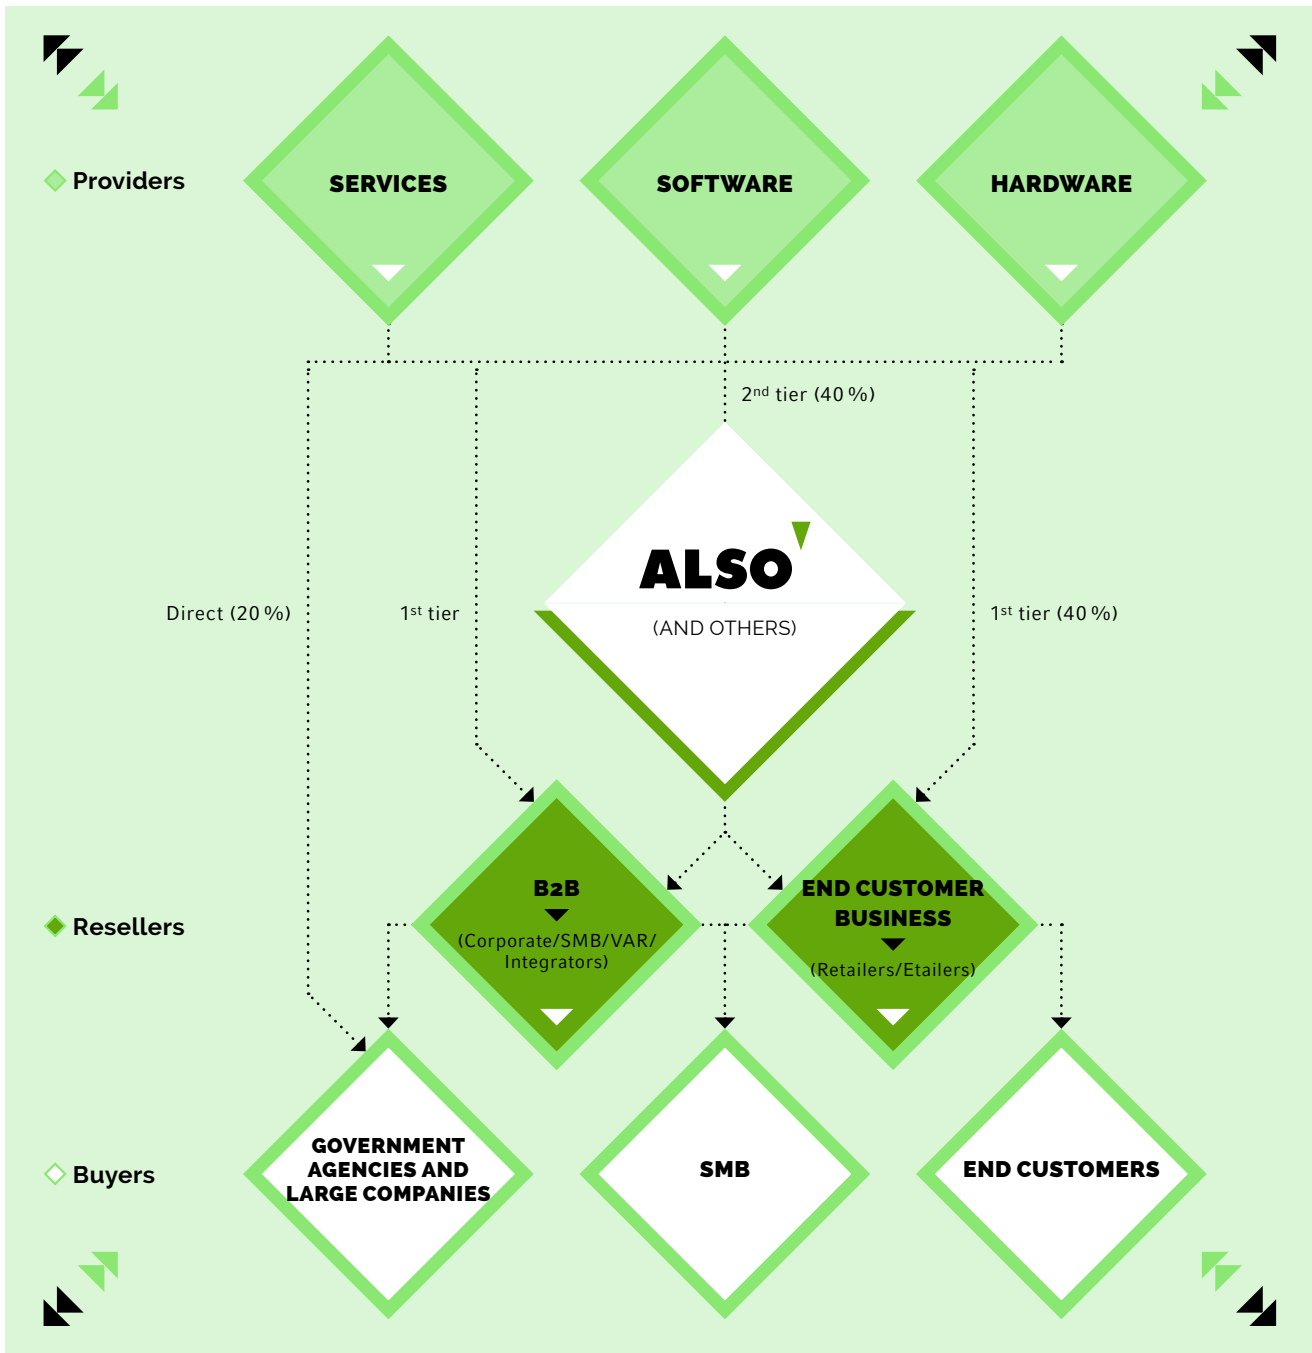 Providers
SERVICES
SOFTWARE
HARDWARE
2nd tier (40 %)
ALSO
(AND OTHERS)
Direct (20 %)
1st tier
1st tier (40 %)
Resellers
B2B
(Corporate/SMB/VAR/
Integrators)
END CUSTOMER
BUSINESS
(Retailers/Etailers)
Buyers
GOVERNMENT
AGENCIES AND
LARGE COMPANIES
SMB
END CUSTOMERS